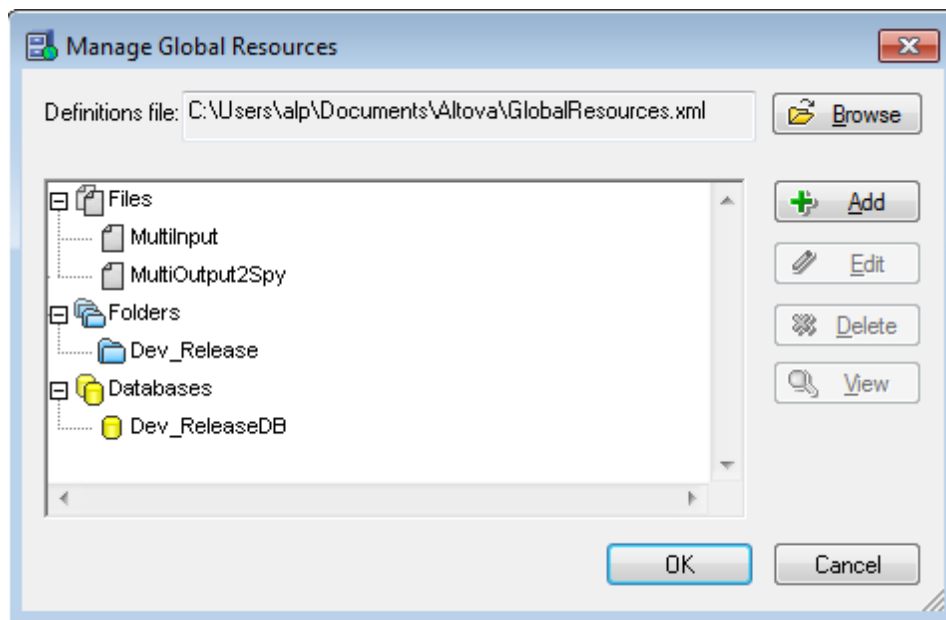 Manage Global Resources
Definitions file: C:\Users\alp\Documents\Altova\GlobalResources.xml Browse
Files
MultiInput
MultiOutput2Spy
Folders
Dev_Release
Databases
Dev_ReleaseDB
Add
Edit
Delete
View
OK Cancel